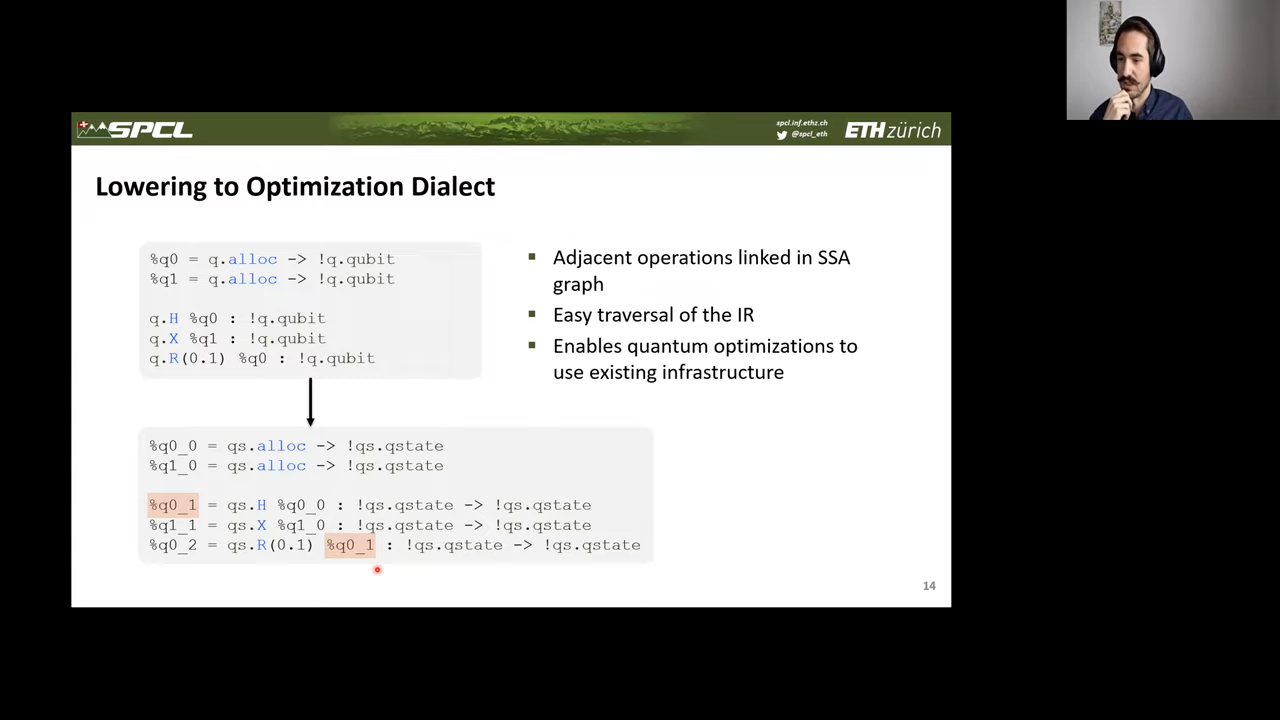 SPCL
spcl.inf.ethz.ch
@spcl_eth
ETH zürich
Lowering to Optimization Dialect
%q0 = q.alloc -> !q.qubit
%q1 = q.alloc -> !q.qubit
q.H %q0 : !q.qubit
q.X %q1 : !q.qubit
q.R(0.1) %q0 : !q.qubit
%q0_0 = qs.alloc -> !qs.qstate
%q1_0 = qs.alloc -> !qs.qstate
%q0_1 = qs.H %q0_0 : !qs.qstate -> !qs.qstate
%q1_1 = qs.X %q1_0 : !qs.qstate -> !qs.qstate
%q0_2 = qs.R(0.1) %q0_1 : !qs.qstate -> !qs.qstate
▪ Adjacent operations linked in SSA
graph
▪ Easy traversal of the IR
▪ Enables quantum optimizations to
use existing infrastructure
14